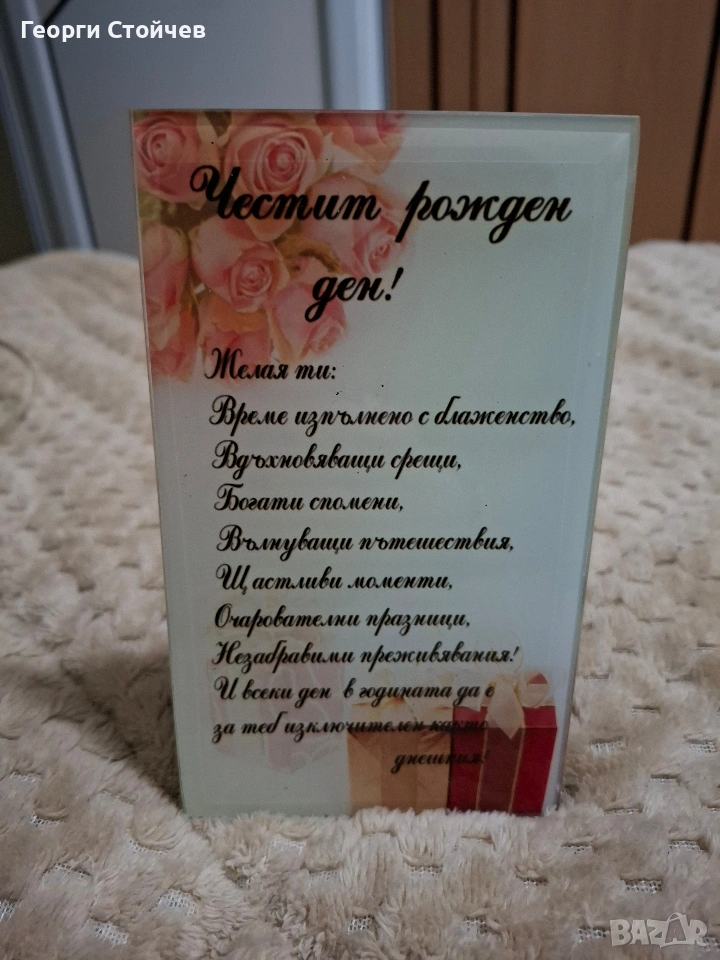 Георги Стойчев
Честит рожден
ден!
Желая ти:
Време изпълнено с блаженство,
Вдъхновяващи срещи,
Богати спомени,
Вълнуващи пътешествия,
Щастливи моменти,
Очарователни празници,
Незабравими преживявания!
И всеки ден в годината да е
за теб изключителен както
днешния!
BAZAR